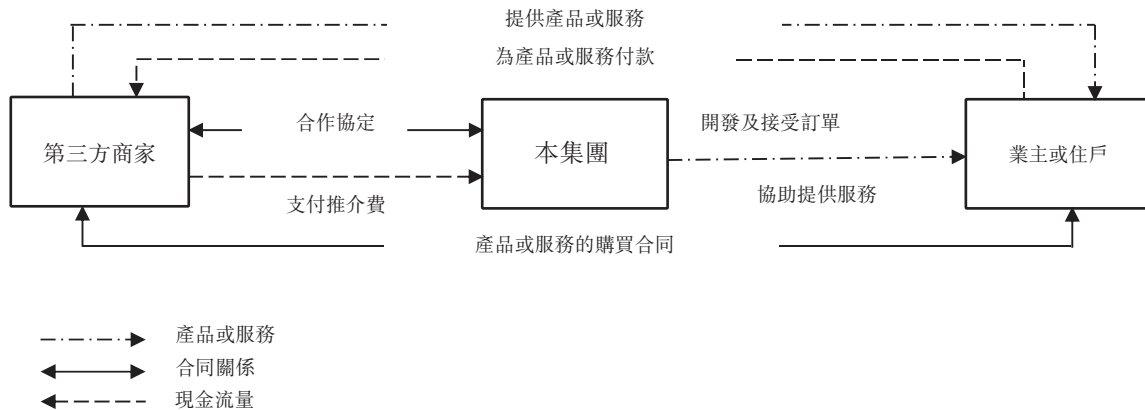 提供產品或服務
為產品或服務付款
合作協定
開發及接受訂單
第三方商家
本集團
業主或住戶
支付推介費
協助提供服務
產品或服務的購買合同
產品或服務
合同關係
現金流量